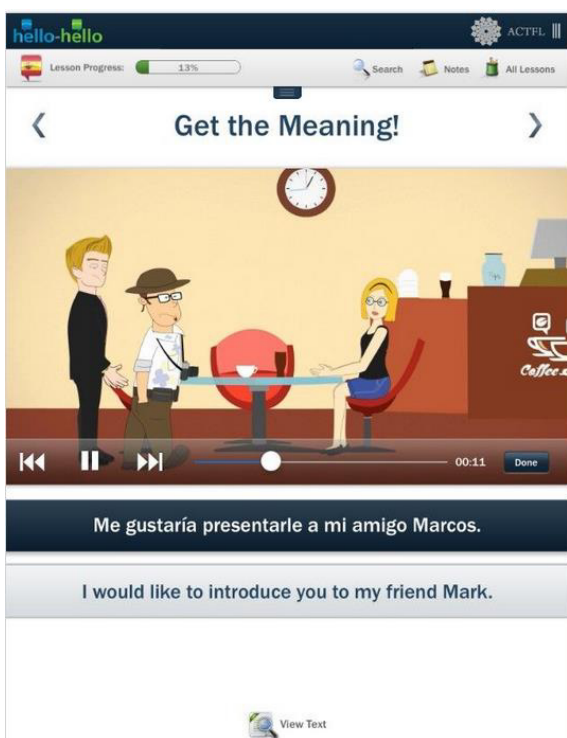 hello-hello
ACTFL
Lesson Progress: 13%
Search
Notes
All Lessons
Get the Meaning!
Coffee
00:11
Done
Me gustaría presentarle a mi amigo Marcos.
I would like to introduce you to my friend Mark.
View Text